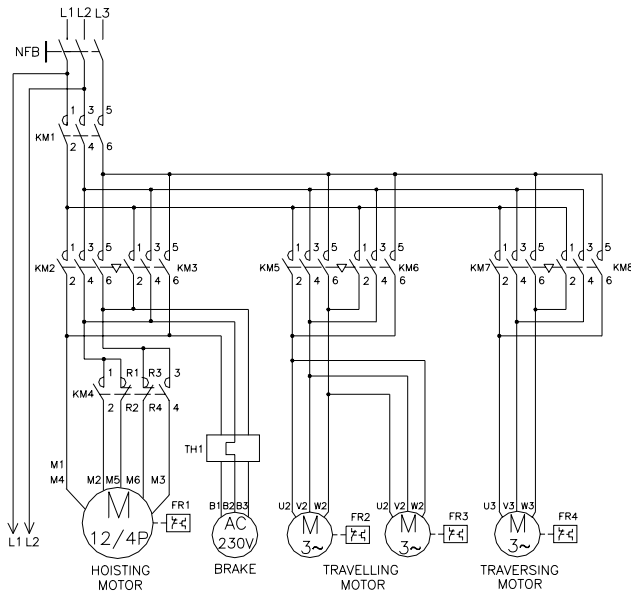 L1 L2 L3
NFB
1 3 5
KM1
2 4 6
1 3 5 1 3 5 1 3 5 1 3 5 1 3 5 1 3 5
KM2 KM3 KM5 KM6 KM7 KM8
2 4 6 2 4 6 2 4 6 2 4 6 2 4 6 2 4 6
1 R1 R3 3
KM4
2 R2 R4 4
TH1
M1
M4 M2 M5 M6 M3
B1 B2 B3 U2 V2 W2 U2 V2 W2 U3 V3 W3
FR1 FR2 FR3 FR4
M AC M M M
12/4P 230V 3~ 3~ 3~
L1 L2
HOISTING BRAKE TRAVELLING TRAVERSING
MOTOR MOTOR MOTOR